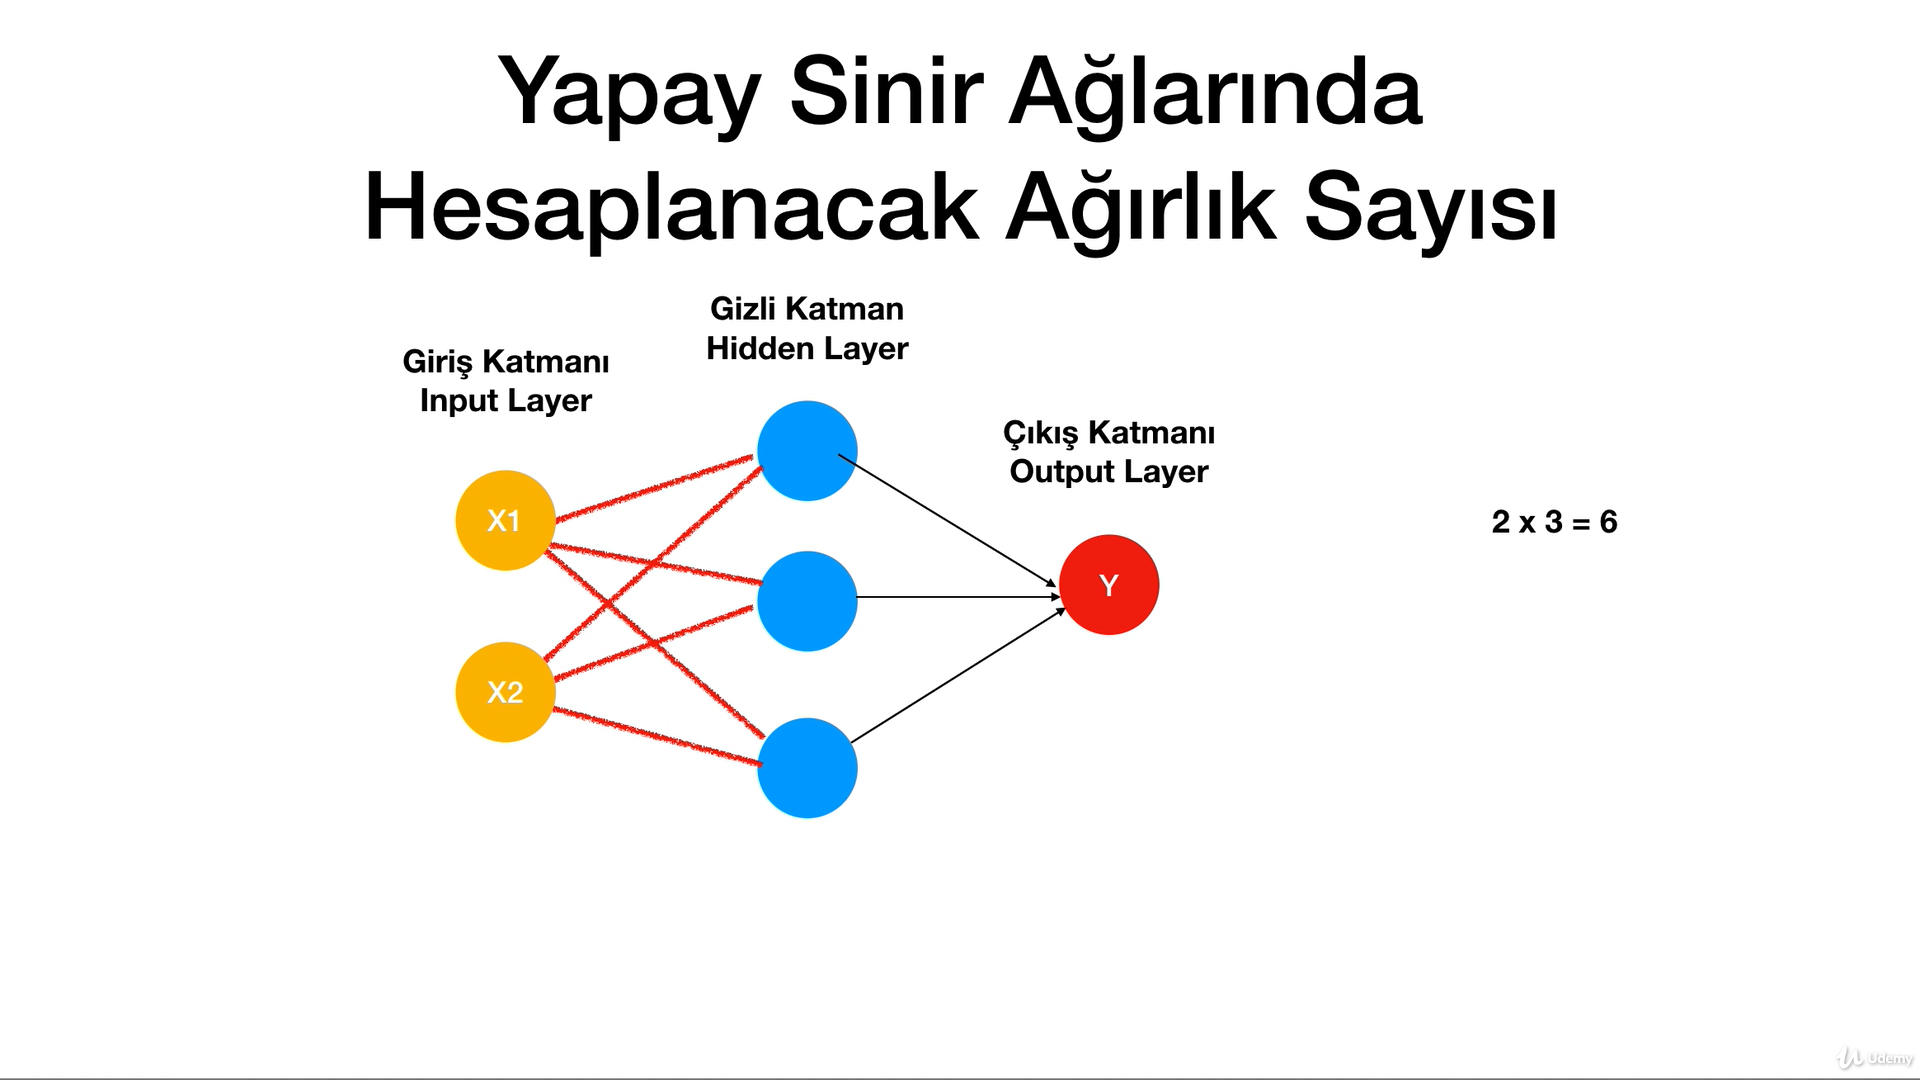 Yapay Sinir Ağlarında
Hesaplanacak Ağırlık Sayısı
Gizli Katman
Hidden Layer
Giriş Katmanı
Input Layer
Çıkış Katmanı
Output Layer
X1
2 x 3 = 6
Y
X2
Udemy